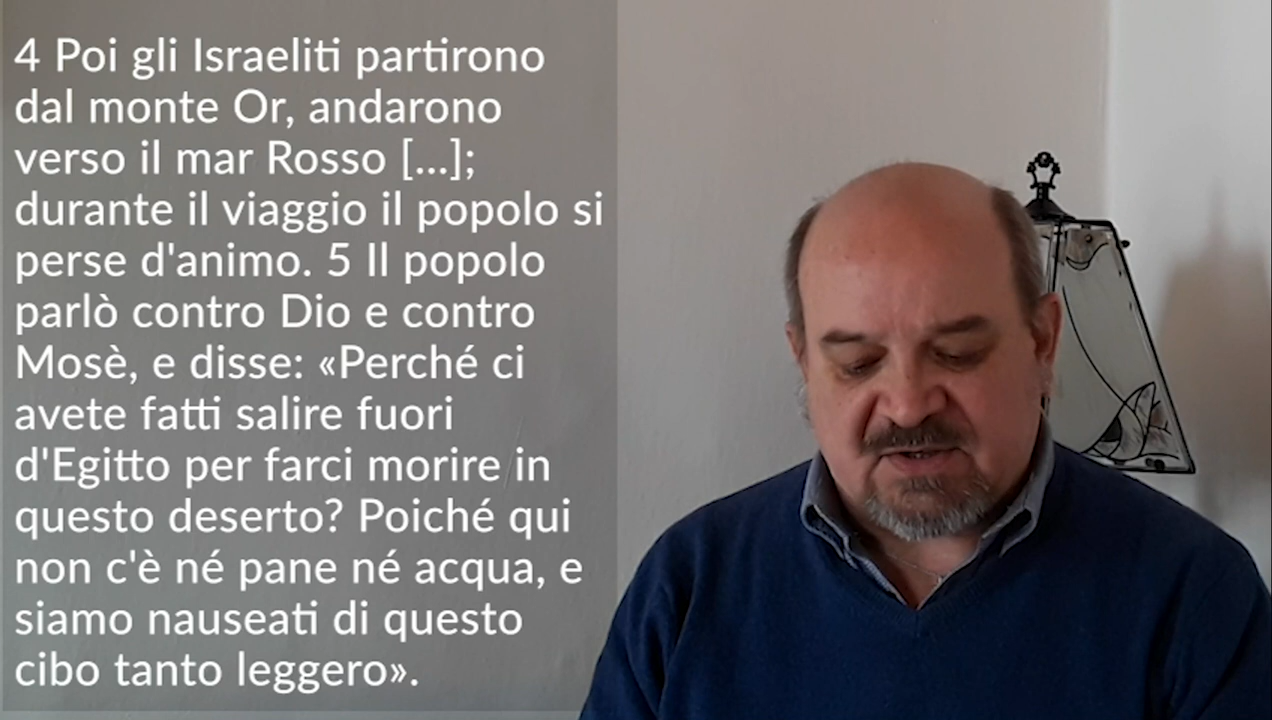 4 Poi gli Israeliti partirono
dal monte Or, andarono
verso il mar Rosso [...];
durante il viaggio il popolo si
perse d'animo. 5 Il popolo
parlò contro Dio e contro
Mosè, e disse: «Perché ci
avete fatti salire fuori
d'Egitto per farci morire in
questo deserto? Poiché qui
non c'è né pane né acqua, e
siamo nauseati di questo
cibo tanto leggero».